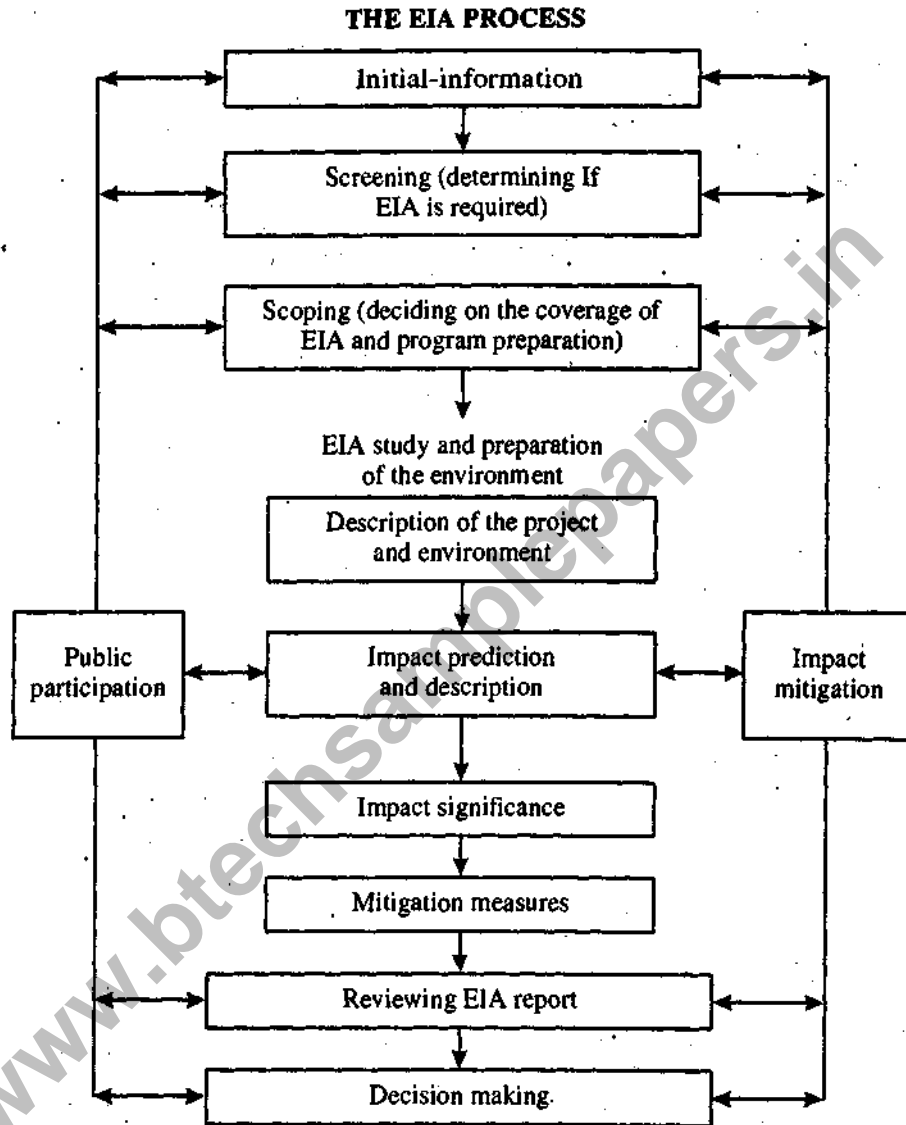 THE EIA PROCESS
Initial-information
Screening (determining If
EIA is required)
Scoping (deciding on the coverage of
EIA and program preparation)
EIA study and preparation
of the environment
Description of the project
and environment
Public
participation
Impact prediction
and description
Impact
mitigation
Impact significance
Mitigation measures
Reviewing EIA report
Decision making.
www.btechsamplepapers.in